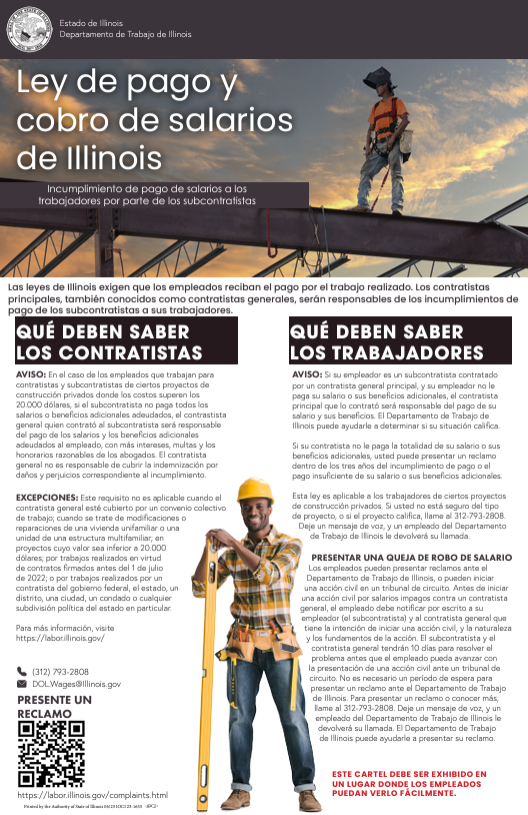 Estado de Illinois
Departamento de Trabajo de Illinois
Ley de pago y
cobro de salarios
de Illinois
Incumplimiento de pago de salarios a los
trabajadores por parte de los subcontratistas
Las leyes de Illinois exigen que los empleados reciban el pago por el trabajo realizado. Los contratistas
principales, también conocidos como contratistas generales, serán responsables de los incumplimientos de
pago de los subcontratistas a sus trabajadores.
QUÉ DEBEN SABER
LOS CONTRATISTAS
AVISO: En el caso de los empleados que trabajan para
contratistas y subcontratistas de ciertos proyectos de
construcción privados donde los costos superen los
20.000 dólares, si el subcontratista no paga todos los
salarios o beneficios adicionales adeudados, el contrastista
general quien contrató al subcontratista será responsable
del pago de los salarios y los beneficios adicionales
adeudados al empleado, con más intereses, multas y los
honorarios razonables de los abogados. El contratista
general no es responsable de cubrir la indemnización por
daños y perjuicios correspondiente al incumplimiento.
EXCEPCIONES: Este requisito no es aplicable cuando el
contratista general esté cubierto por un convenio colectivo
de trabajo; cuando se trate de modificaciones o
reparaciones de una vivienda unifamiliar o una
unidad de una estructura multifamiliar; en
proyectos cuyo valor sea inferior a 20.000
dólares; por trabajos realizados en virtud
de contratos firmados antes del 1 de julio
de 2022; o por trabajos realizados por un
contratista del gobierno federal, el estado, un
distrito, una ciudad, un condado o cualquier
subdivisión política del estado en particular.
Para más información, visite
https://labor.illinois.gov/
(312) 793-2808
DOL.Wages@Illinois.gov
PRESENTE UN
RECLAMO
https://labor.illinois.gov/complaints.html
Printed by the Authority of State of Illinois
QUÉ DEBEN SABER
LOS TRABAJADORES
AVISO: Si su empleador es un subcontratista contratado
por un contratista general principal, y su empleador no le
paga su salario o sus beneficios adicionales, el contratista
principal que lo contrató será responsable del pago de su
salario y sus beneficios. El Departamento de Trabajo de
Illinois puede ayudarle a determinar si su situación califica.
Si su contratista no le paga la totalidad de su salario o sus
beneficios adicionales, usted puede presentar un reclamo
dentro de los tres años del incumplimiento de pago o el
pago insuficiente de su salario o sus beneficios adicionales.
Esta ley es aplicable a los trabajadores de ciertos proyectos
de construcción privados. Si usted no está seguro del tipo
de proyecto, o si el proyecto califica, llame al 312-793-2808.
Deje un mensaje de voz, y un empleado del Departamento
de Trabajo de Illinois le devolverá su llamada.
PRESENTAR UNA QUEJA DE ROBO DE SALARIO
Los empleados pueden presentar reclamos ante el
Departamento de Trabajo de Illinois, o pueden iniciar
una acción civil en un tribunal de circuito. Antes de iniciar
una acción civil por salarios impagos contra un contratista
general, el empleado debe notificar por escrito a su
empleador (el subcontratista) y al contratista general que
tiene la intención de iniciar una acción civil, y la naturaleza
y los fundamentos de la acción. El subcontratista y el
contratista general tendrán 10 días para resolver el
problema antes que el empleado pueda avanzar con
la presentación de una acción civil ante un tribunal de
circuito. No es necesario un período de espera para
presentar un reclamo ante el Departamento de Trabajo
de Illinois. Para presentar un reclamo o conocer más,
llame al 312-793-2808. Deje un mensaje de voz, y un
empleado del Departamento de Trabajo de Illinois le
devolverá su llamada. El Departamento de Trabajo
de Illinois puede ayudarle a presentar su reclamo.
ESTE CARTEL DEBE SER EXHIBIDO EN
UN LUGAR DONDE LOS EMPLEADOS
PUEDAN VERLO FÁCILMENTE.